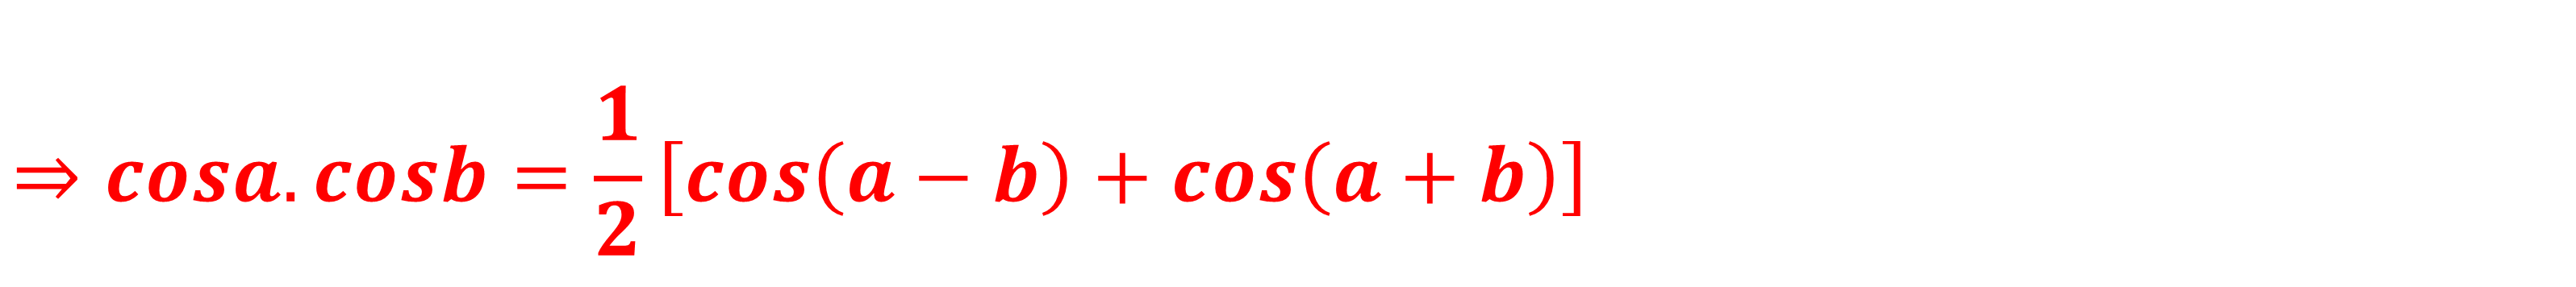 ⇒ cosa. cosb = 1/2 [cos(a − b) + cos(a + b)]